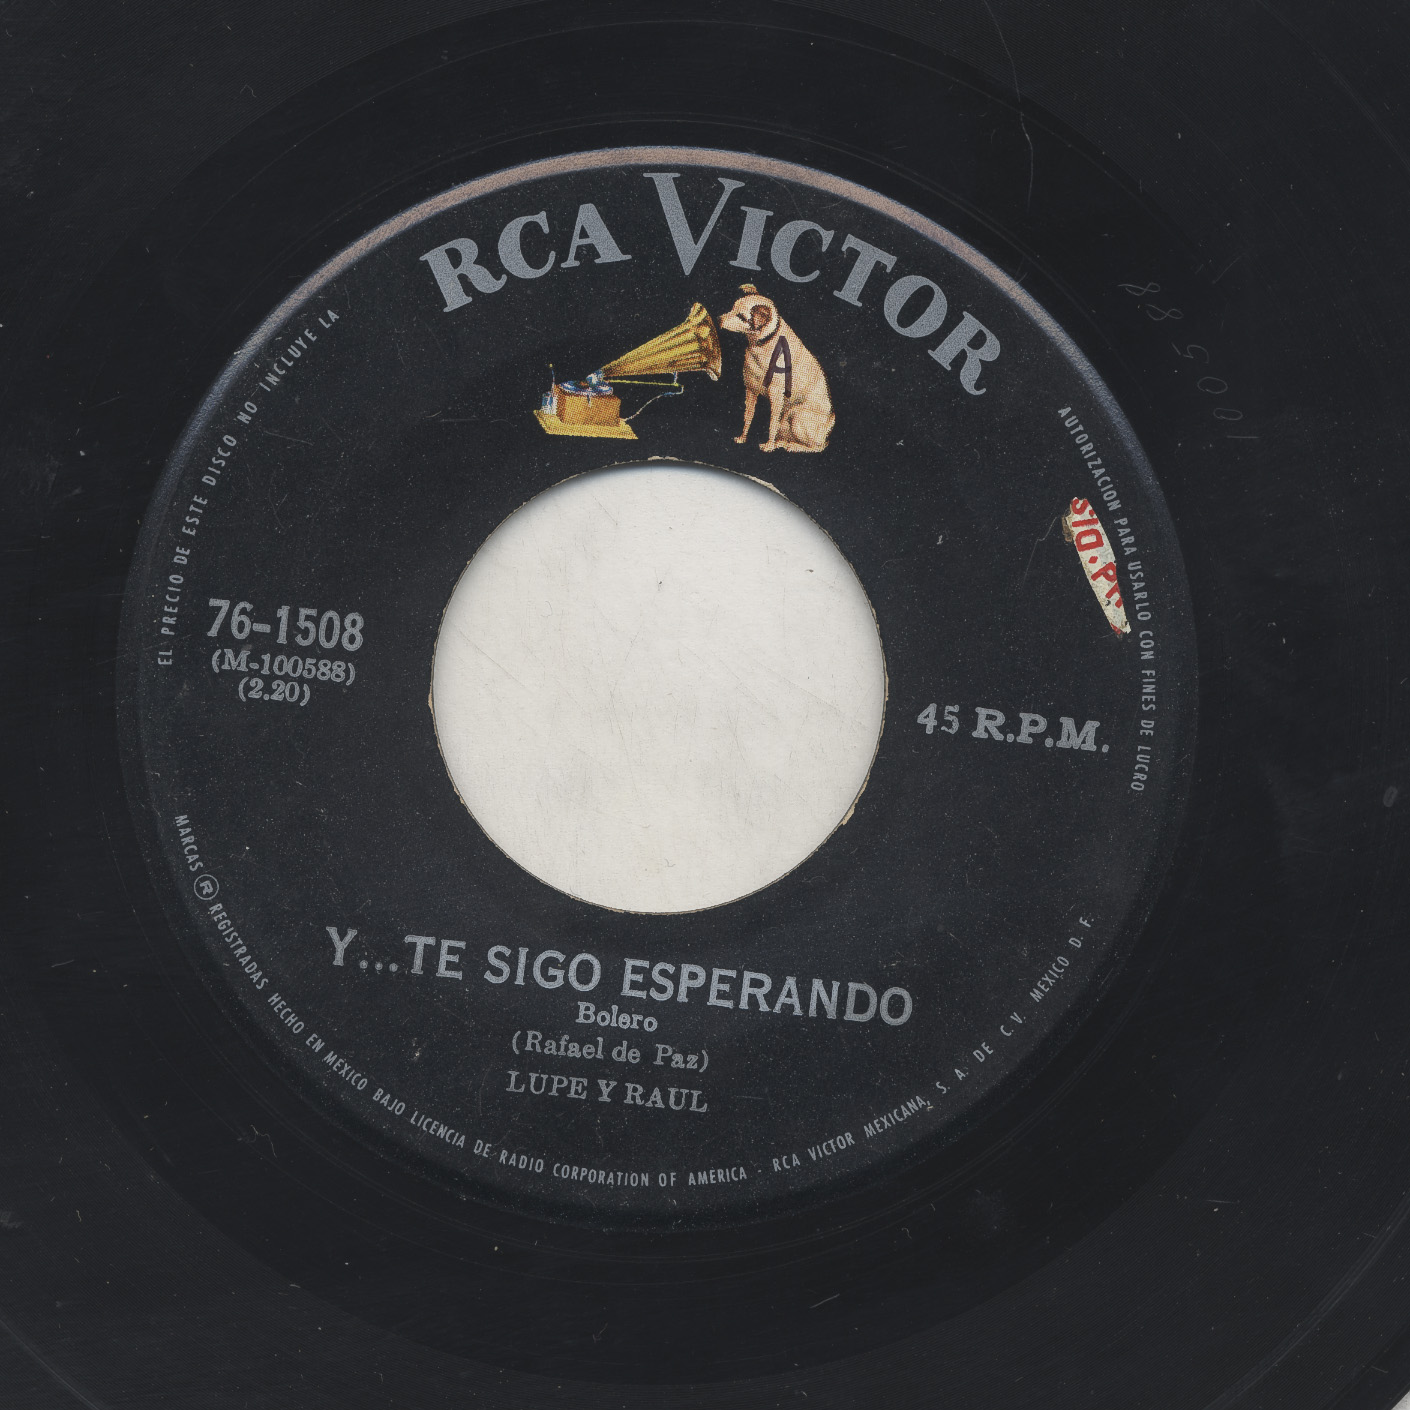 RCA VICTOR
A
EL PRECIO DE ESTE DISCO NO INCLUYE LA
AUTORIZACION PARA USARLO CON FINES DE LUCRO
76-1508
(M-100588)
(2.20)
45 R.P.M.
Y...TE SIGO ESPERANDO
Bolero
(Rafael de Paz)
LUPE Y RAUL
MARCAS ® REGISTRADAS HECHO EN MEXICO BAJO LICENCIA DE RADIO CORPORATION OF AMERICA - RCA VICTOR MEXICANA, S. A. DE C. V. MEXICO D. F.